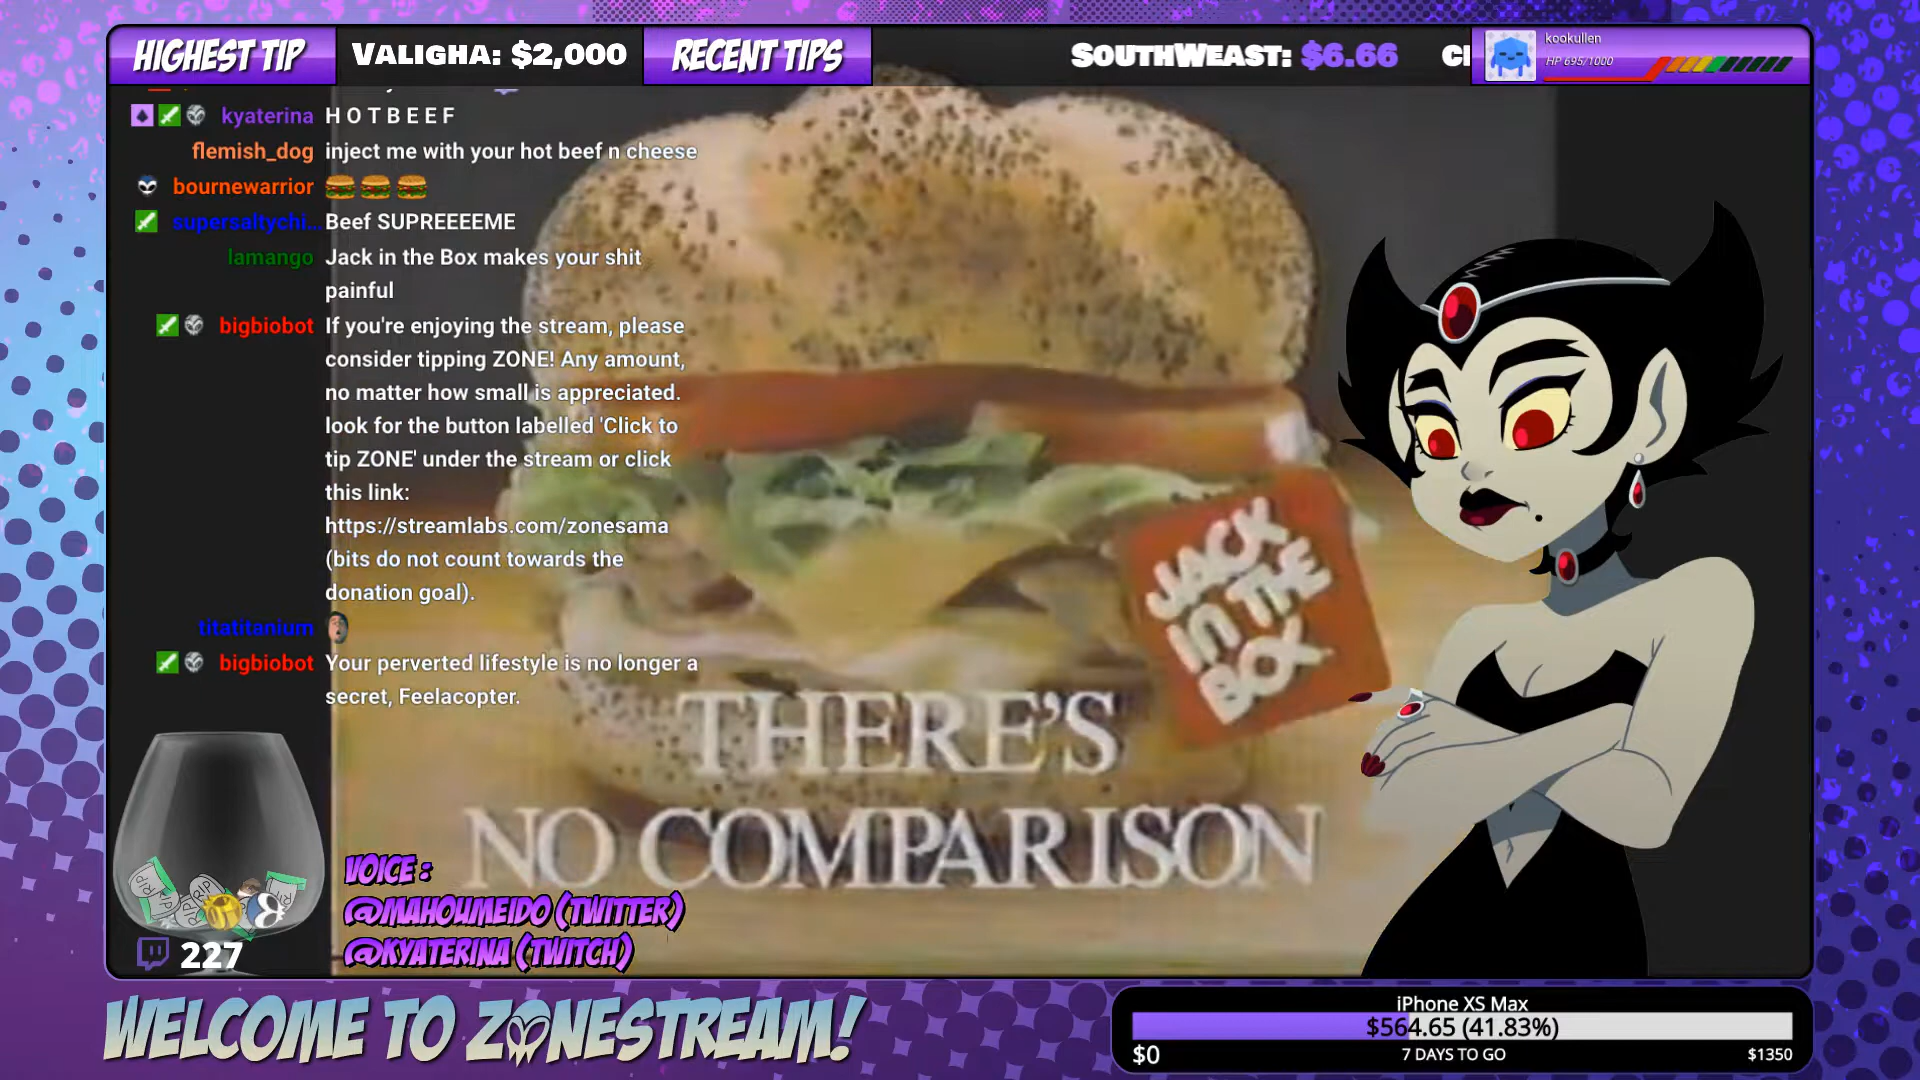 HIGHEST TIP
VALIGHA: $2,000
RECENT TIPS
SOUTHWEAST: $6.66
kookullen
HP 695/1000
kyaterina H O T B E E F
flemish_dog inject me with your hot beef n cheese
bournewarrior 🍔 🍔 🍔
supersaltychi... Beef SUPREEEEME
lamango Jack in the Box makes your shit
painful
bigbiobot If you're enjoying the stream, please
consider tipping ZONE! Any amount,
no matter how small is appreciated.
look for the button labelled 'Click to
tip ZONE' under the stream or click
this link:
https://streamlabs.com/zonesama
(bits do not count towards the
donation goal).
titatitanium
bigbiobot Your perverted lifestyle is no longer a
secret, Feelacopter.
JACK
IN THE
BOX
THERE'S
NO COMPARISON
RIP
RIP
RIP
VOICE :
@MAHOUMEIDO (TWITTER)
@KYATERINA (TWITCH)
227
WELCOME TO ZONESTREAM!
iPhone XS Max
$564.65 (41.83%)
$0
7 DAYS TO GO
$1350